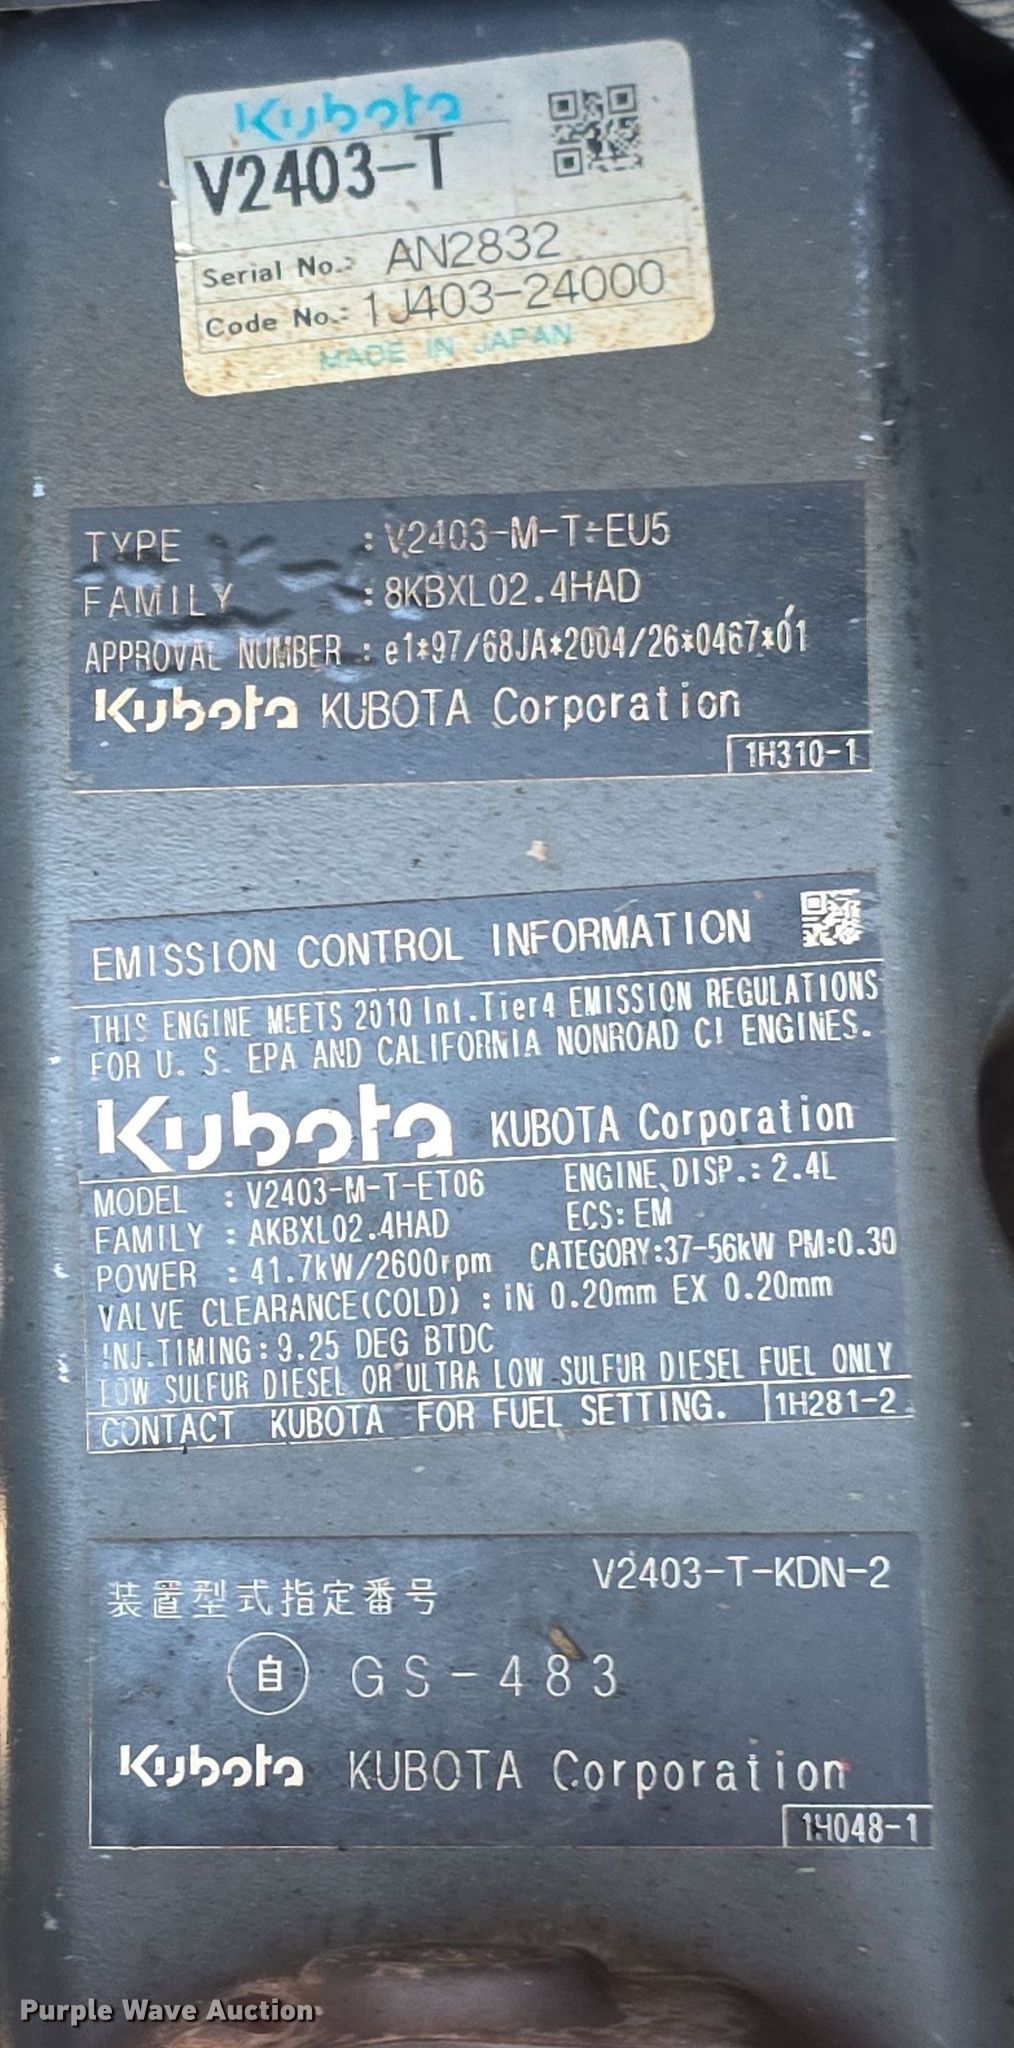 Kubota
V2403-T
Serial No.: AN2832
Code No.: 1J403-24000
MADE IN JAPAN
TYPE : V2403-M-T-EU5
FAMILY : 8KBXL02.4HAD
APPROVAL NUMBER : e1*97/68JA*2004/26*0467*01
Kubota KUBOTA Corporation
1H310-1
EMISSION CONTROL INFORMATION
THIS ENGINE MEETS 2010 Int.Tier4 EMISSION REGULATIONS
FOR U. S. EPA AND CALIFORNIA NONROAD CI ENGINES.
Kubota KUBOTA Corporation
MODEL : V2403-M-T-ET06 ENGINE DISP.: 2.4L
FAMILY : AKBXL02.4HAD ECS: EM
POWER : 41.7kW/2600rpm CATEGORY:37-56kW PM:0.30
VALVE CLEARANCE(COLD) : IN 0.20mm EX 0.20mm
INJ.TIMING: 9.25 DEG BTDC
LOW SULFUR DIESEL OR ULTRA LOW SULFUR DIESEL FUEL ONLY
CONTACT KUBOTA FOR FUEL SETTING. 1H281-2
装置型式指定番号 V2403-T-KDN-2
自 GS-483
Kubota KUBOTA Corporation
1H048-1
Purple Wave Auction